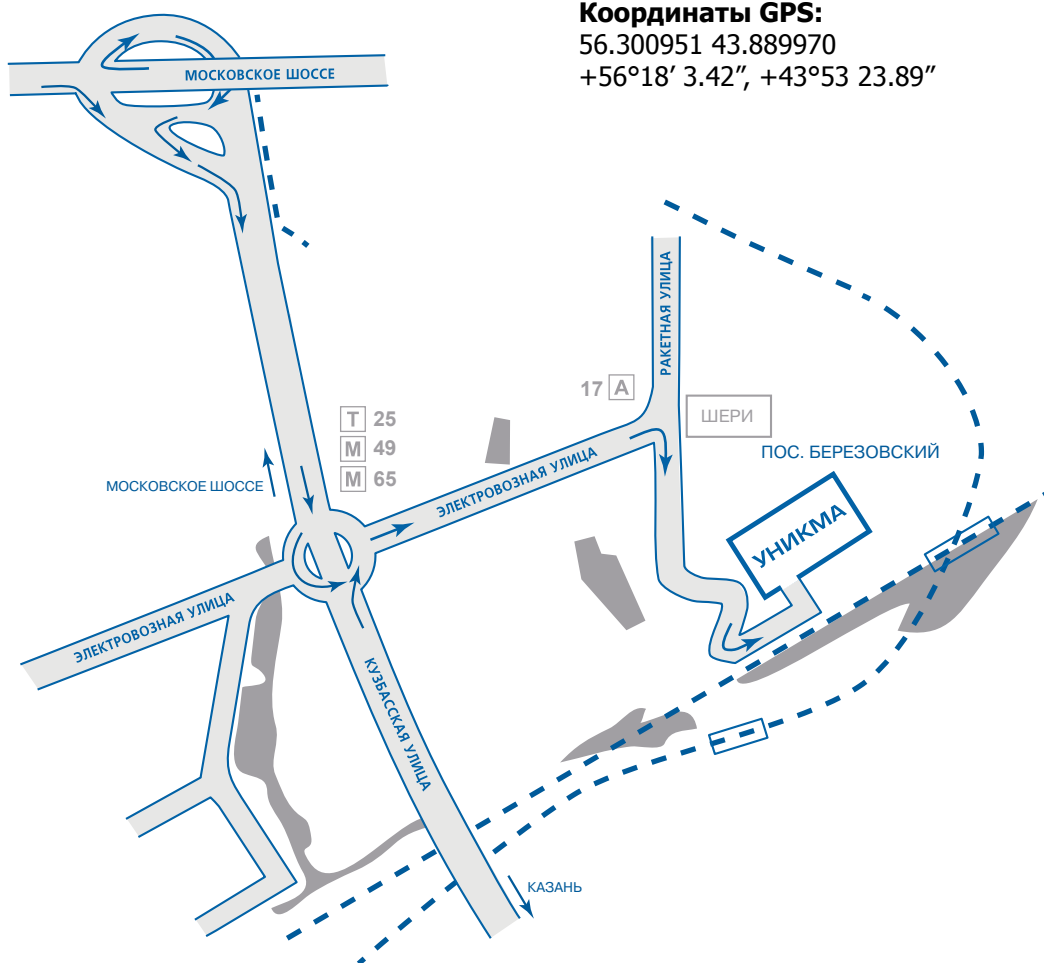 Координаты GPS:
56.300951 43.889970
+56°18′ 3.42″, +43°53 23.89″
МОСКОВСКОЕ ШОССЕ
РАКЕТНАЯ УЛИЦА
17 А
ШЕРИ
Т 25
М 49
М 65
ПОС. БЕРЕЗОВСКИЙ
МОСКОВСКОЕ ШОССЕ
ЭЛЕКТРОВОЗНАЯ УЛИЦА
УНИКМА
ЭЛЕКТРОВОЗНАЯ УЛИЦА
КУЗБАССКАЯ УЛИЦА
КАЗАНЬ